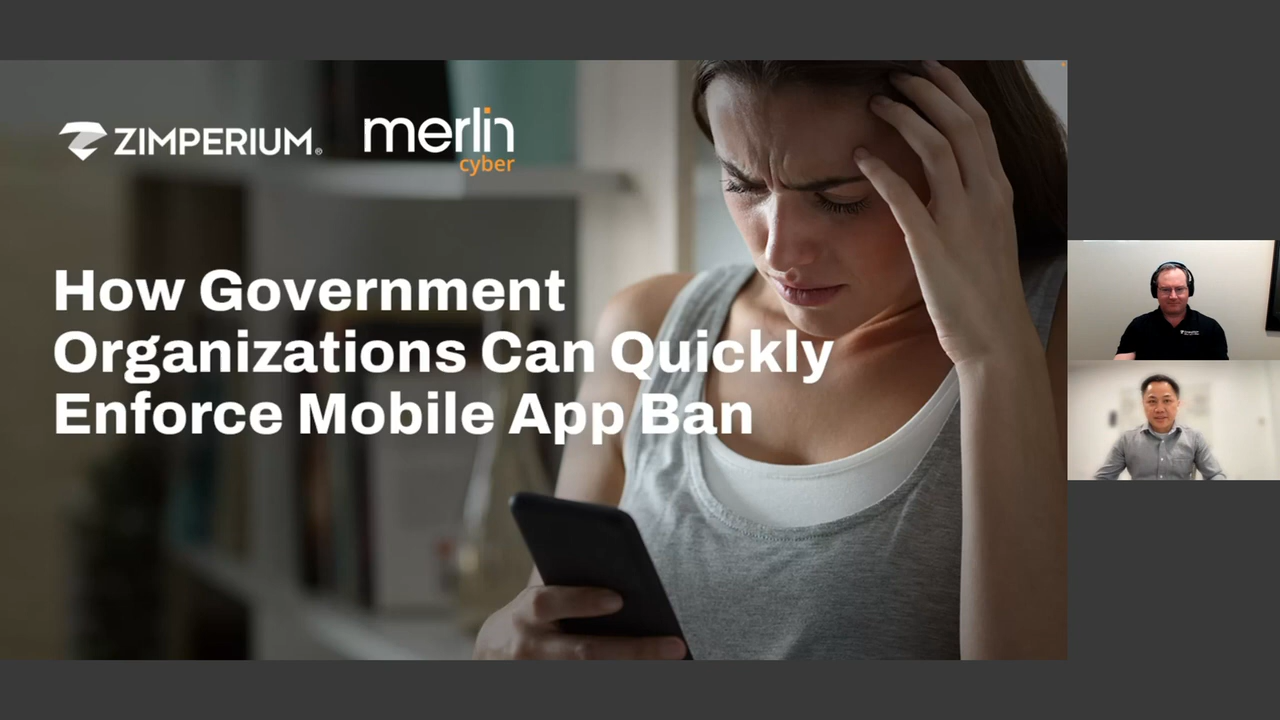 ZIMPERIUM®
merlin
cyber
How Government
Organizations Can Quickly
Enforce Mobile App Ban